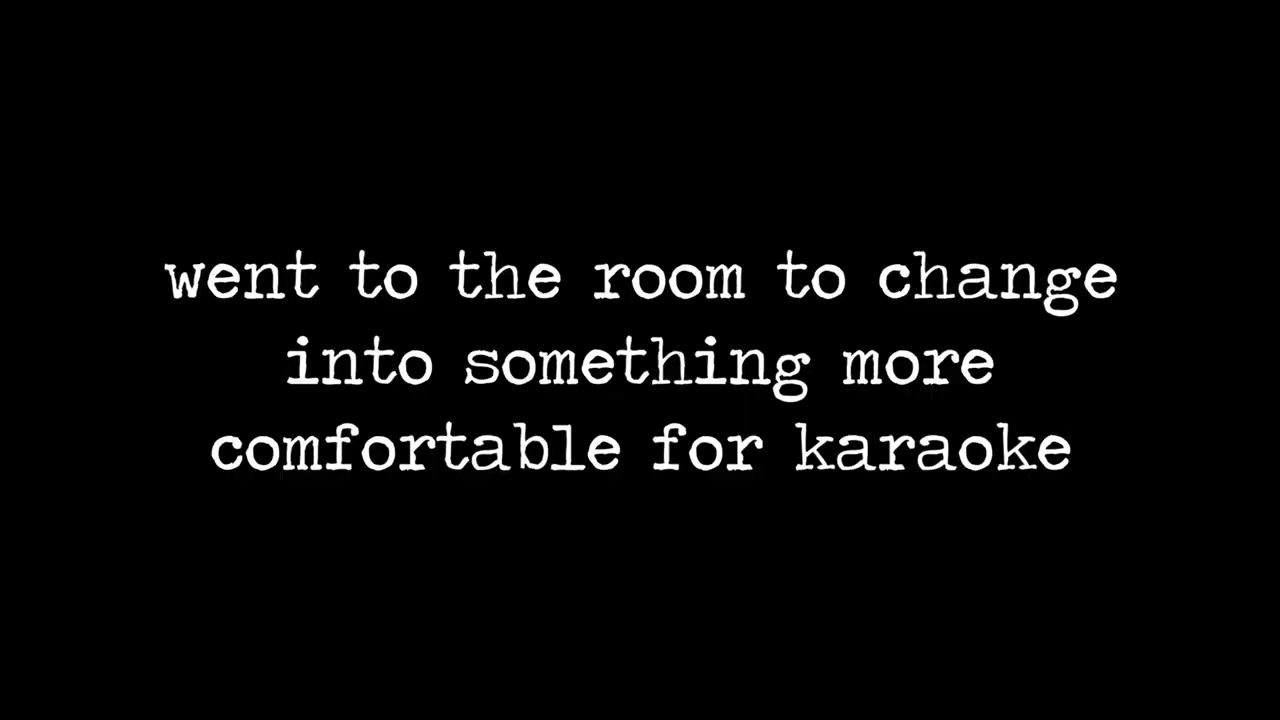 went to the room to change
into something more
comfortable for karaoke